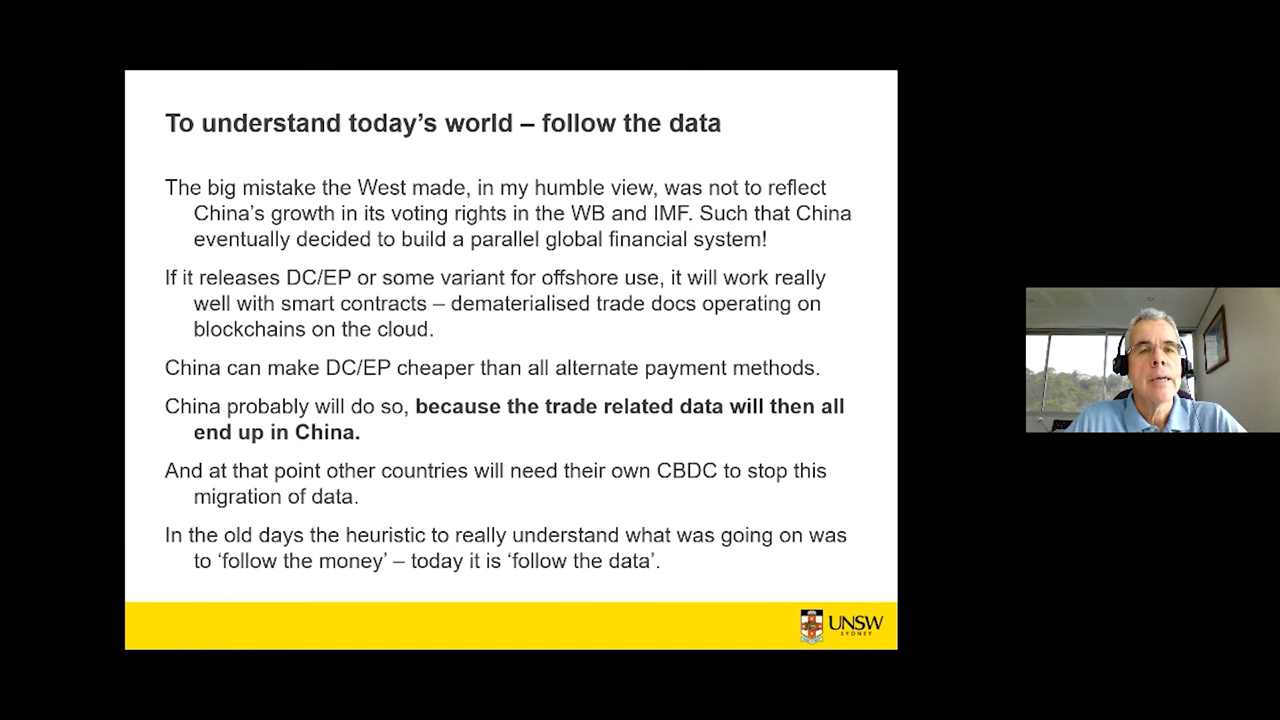 To understand today’s world – follow the data
The big mistake the West made, in my humble view, was not to reflect
China’s growth in its voting rights in the WB and IMF. Such that China
eventually decided to build a parallel global financial system!
If it releases DC/EP or some variant for offshore use, it will work really
well with smart contracts – dematerialised trade docs operating on
blockchains on the cloud.
China can make DC/EP cheaper than all alternate payment methods.
China probably will do so, because the trade related data will then all
end up in China.
And at that point other countries will need their own CBDC to stop this
migration of data.
In the old days the heuristic to really understand what was going on was
to ‘follow the money’ – today it is ‘follow the data’.
UNSW
SYDNEY